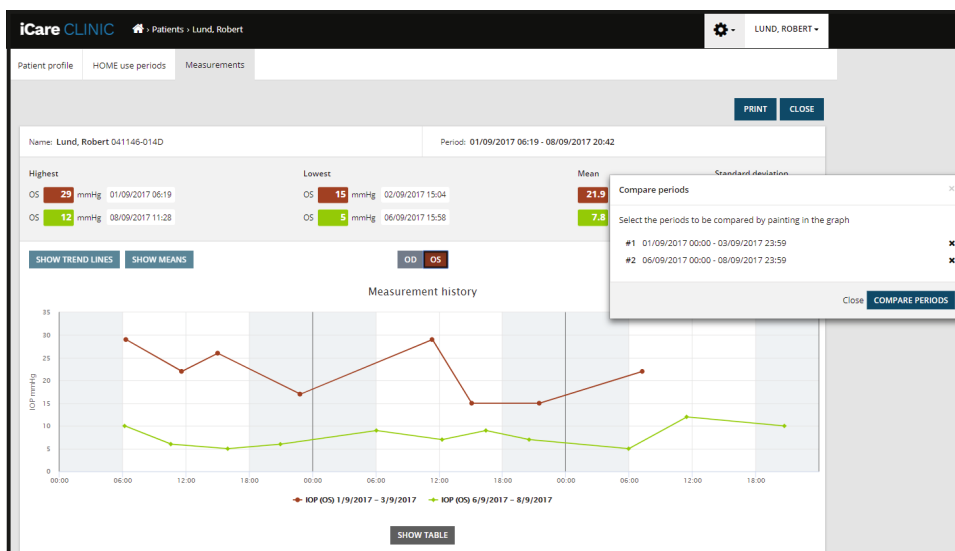 iCare CLINIC › Patients › Lund, Robert LUND, ROBERT
Patient profile HOME use periods Measurements
PRINT CLOSE
Name: Lund, Robert 041146-014D Period: 01/09/2017 06:19 - 08/09/2017 20:42
Highest Lowest Mean Standard deviation
OS 29 mmHg 01/09/2017 06:19 OS 15 mmHg 02/09/2017 15:04 21.9
OS 12 mmHg 08/09/2017 11:28 OS 5 mmHg 06/09/2017 15:58 7.8
Compare periods ×
Select the periods to be compared by painting in the graph
#1 01/09/2017 00:00 - 03/09/2017 23:59 ×
#2 06/09/2017 00:00 - 08/09/2017 23:59 ×
Close COMPARE PERIODS
SHOW TREND LINES SHOW MEANS OD OS
Measurement history
IOP mmHg
35
30
25
20
15
10
5
0
00:00 06:00 12:00 18:00 00:00 06:00 12:00 18:00 00:00 06:00 12:00 18:00
IOP (OS) 1/9/2017 – 3/9/2017 IOP (OS) 6/9/2017 – 8/9/2017
SHOW TABLE